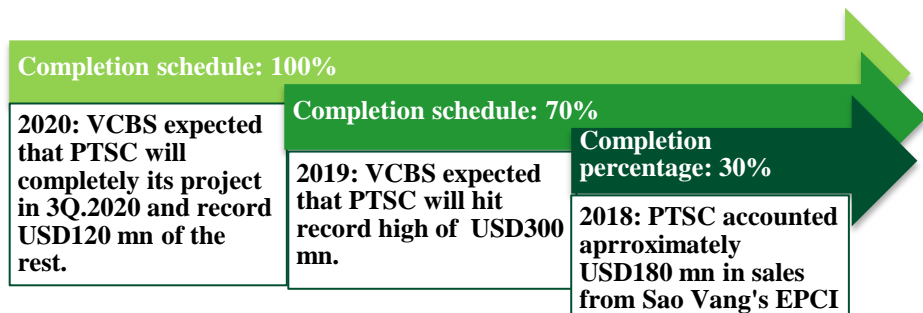 Completion schedule: 100%
2020: VCBS expected
that PTSC will
completely its project
in 3Q.2020 and record
USD120 mn of the
rest.
Completion schedule: 70%
2019: VCBS expected
that PTSC will hit
record high of USD300
mn.
Completion
percentage: 30%
2018: PTSC accounted
aprroximately
USD180 mn in sales
from Sao Vang's EPCI